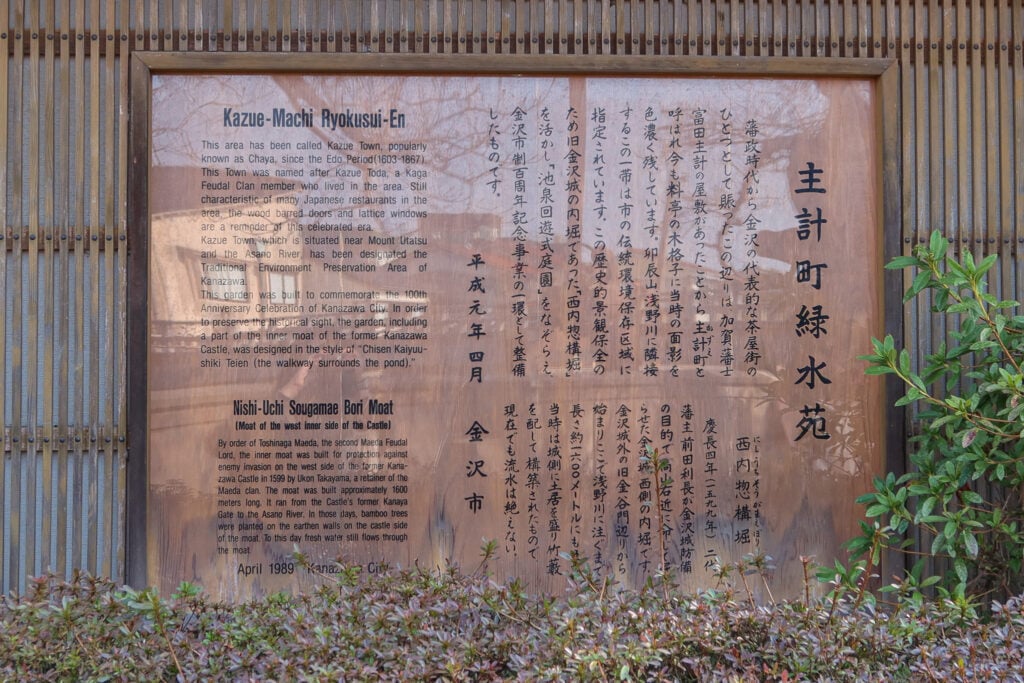 主計町緑水苑
藩政時代から金沢の代表的な茶屋街の
ひとつとして賑ったこの辺りは加賀藩士
富田主計の屋敷があったことから主計町と
呼ばれ今も料亭の木格子に当時の面影を
色濃く残しています。卯辰山浅野川に隣接
するこの一帯は市の伝統環境保存区域に
指定されています。この歴史的景観保全の
ため旧金沢城の内堀であった「西内惣構堀」
を活かし「池泉回遊式庭園」をなぞらえ、
金沢市制百周年記念事業の一環として整備
したものです。
西内惣構堀
慶長四年(一五九九年)二代
藩主前田利長が金沢城防備
の目的で高山右近に命じ
らせた金沢城西側の内堀です。
金沢城外の旧金谷門辺りから
始まりここで浅野川に注ぐまで
長さ約一六〇〇メートルにも
当時は城側に土居を盛り竹藪
を配して構築されたもので、
現在でも流水は絶えない。
平成元年四月 金沢市
Kazue-Machi Ryokusui-En
This area has been called Kazue Town, popularly
known as Chaya, since the Edo Period(1603-1867).
This Town was named after Kazue Toda, a Kaga
Feudal Clan member who lived in the area. Still
characteristic of many Japanese restaurants in the
area, the wood barred doors and lattice windows
are a reminder of this celebrated era.
Kazue Town, which is situated near Mount Utatsu
and the Asano River, has been designated the
Traditional Environment Preservation Area of
Kanazawa.
This garden was built to commemorate the 100th
Anniversary Celebration of Kanazawa City. In order
to preserve the historical sight, the garden, including
a part of the inner moat of the former Kanazawa
Castle, was designed in the style of "Chisen Kaiyuu-
shiki Teien (the walkway surrounds the pond)."
Nishi-Uchi Sougamae Bori Moat
(Moat of the west inner side of the Castle)
By order of Toshinaga Maeda, the second Maeda Feudal
Lord, the inner moat was built for protection against
enemy invasion on the west side of the former Kana-
zawa Castle in 1599 by Ukon Takayama, a retainer of the
Maeda clan. The moat was built approximately 1600
meters long. It ran from the Castle's former Kanaya
Gate to the Asano River. In those days, bamboo trees
were planted on the earthen walls on the castle side
of the moat. To this day fresh water still flows through
the moat.
April 1989 Kanazawa City